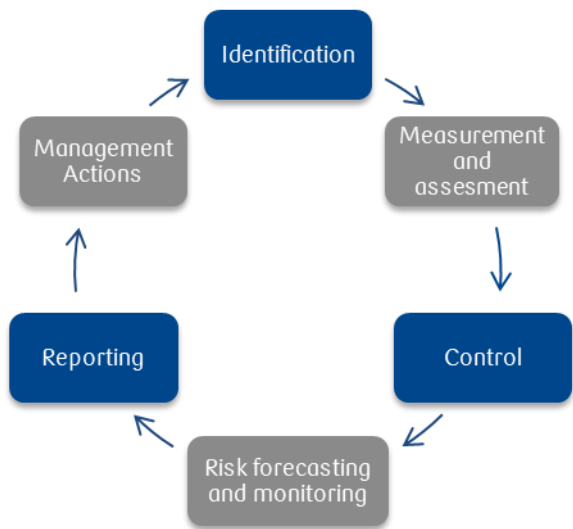 Identification
Measurement
and
assesment
Control
Risk forecasting
and monitoring
Reporting
Management
Actions